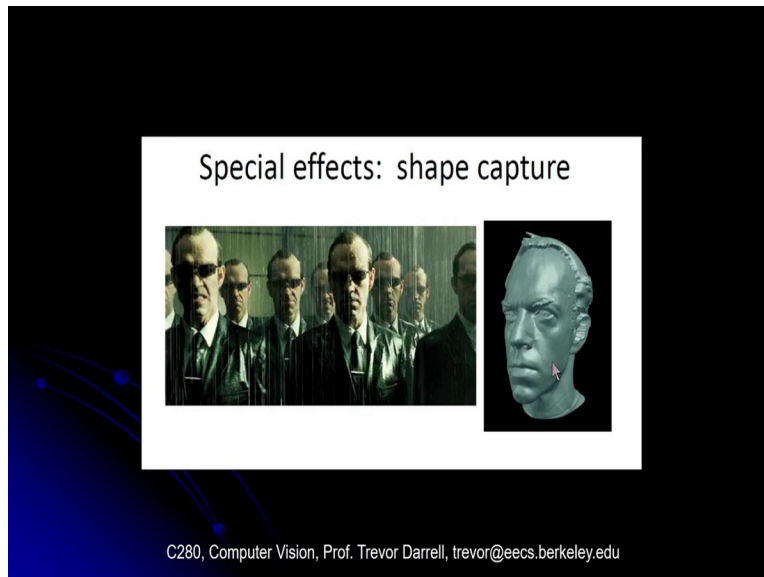 Special effects: shape capture
C280, Computer Vision, Prof. Trevor Darrell, trevor@eecs.berkeley.edu